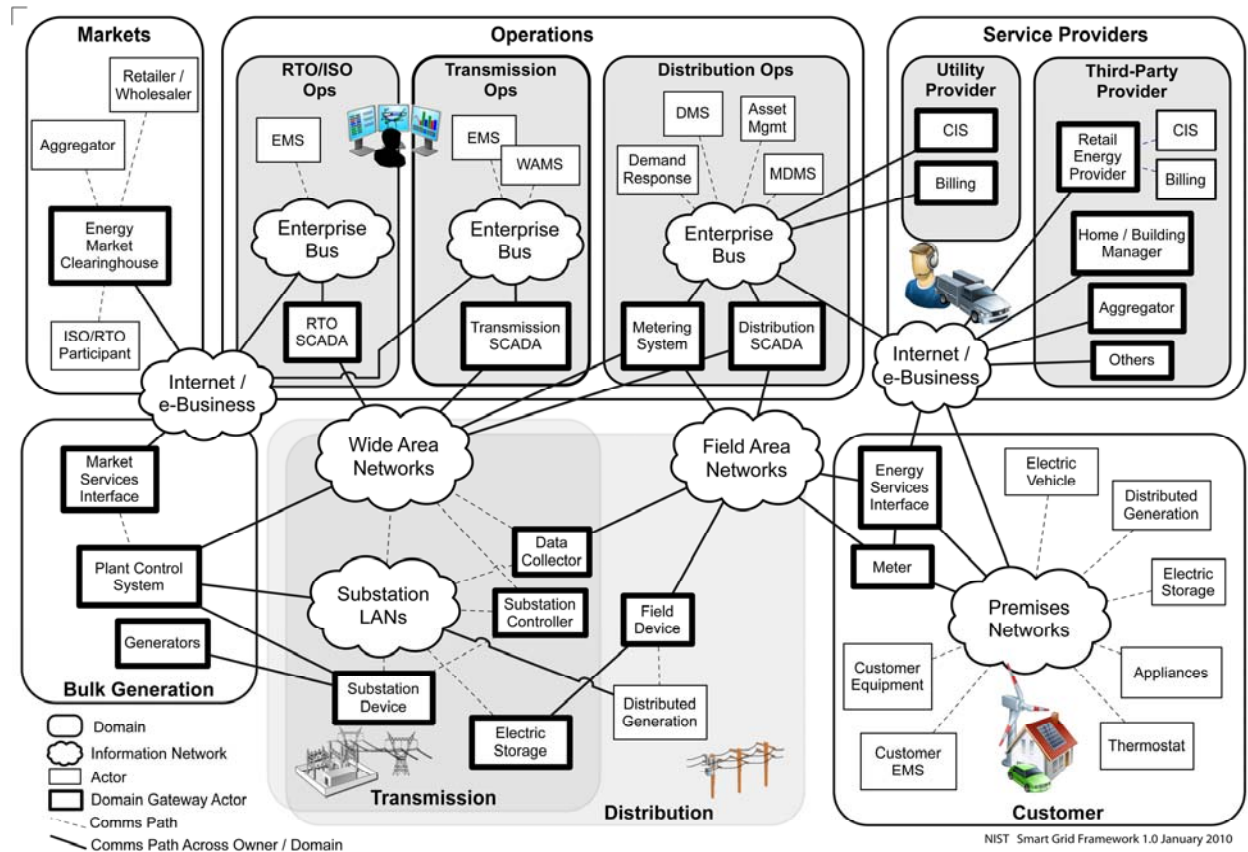 Markets
Retailer /
Wholesaler
Aggregator
Energy
Market
Clearinghouse
ISO/RTO
Participant
Operations
RTO/ISO
Ops
EMS
Enterprise
Bus
RTO
SCADA
Transmission
Ops
EMS
WAMS
Enterprise
Bus
Transmission
SCADA
Distribution Ops
DMS
Asset
Mgmt
Demand
Response
MDMS
Enterprise
Bus
Metering
System
Distribution
SCADA
Service Providers
Utility
Provider
CIS
Billing
Third-Party
Provider
Retail
Energy
Provider
CIS
Billing
Home / Building
Manager
Aggregator
Others
Internet /
e-Business
Internet /
e-Business
Market
Services
Interface
Plant Control
System
Generators
Bulk Generation
Wide Area
Networks
Field Area
Networks
Data
Collector
Substation
LANs
Substation
Controller
Field
Device
Substation
Device
Electric
Storage
Distributed
Generation
Transmission
Distribution
Energy
Services
Interface
Meter
Electric
Vehicle
Distributed
Generation
Electric
Storage
Premises
Networks
Customer
Equipment
Appliances
Customer
EMS
Thermostat
Customer
Domain
Information Network
Actor
Domain Gateway Actor
Comms Path
Comms Path Across Owner / Domain
NIST Smart Grid Framework 1.0 January 2010